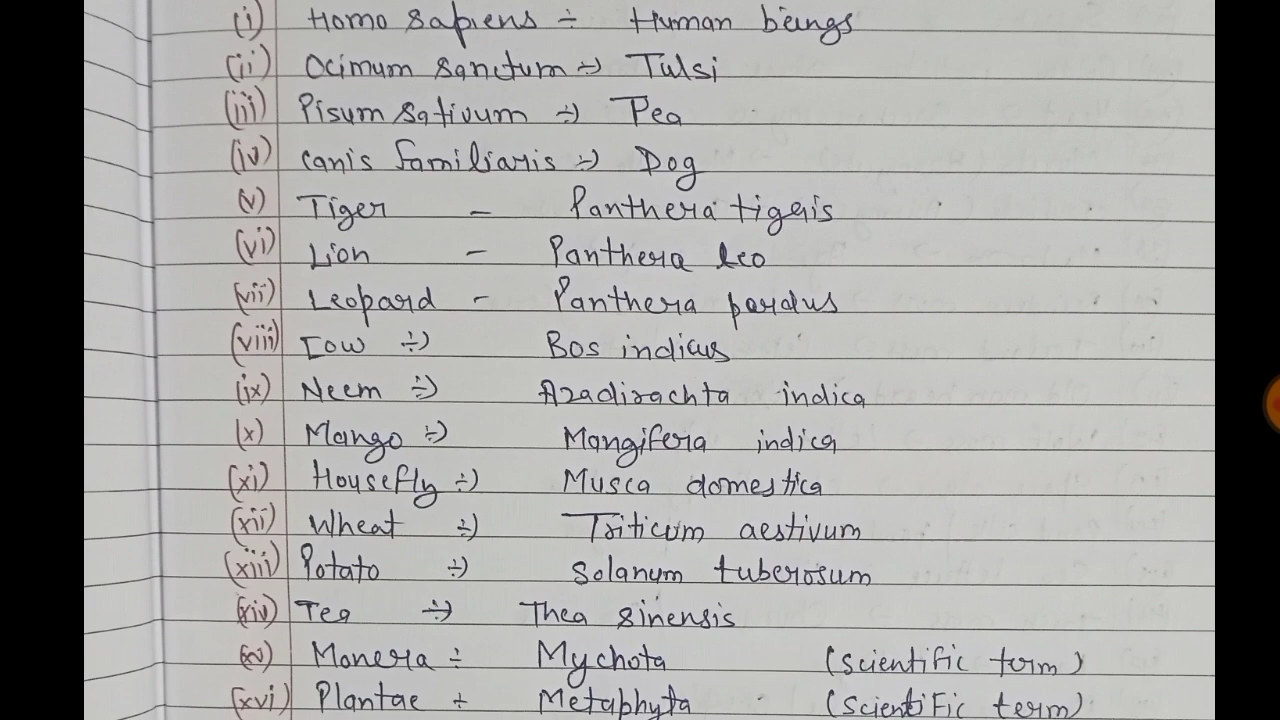 (i) Homo sapiens ÷ Human beings
(ii) Ocimum sanctum ÷) Tulsi
(iii) Pisum sativum ÷) Pea
(iv) canis familiaris ÷) Dog
(v) Tiger - Panthera tigris
(vi) Lion - Panthera leo
(vii) Leopard - Panthera pardus
(viii) Cow ÷) Bos indicus
(ix) Neem ÷) Azadirachta indica
(x) Mango ÷) Mangifera indica
(xi) Housefly ÷) Musca domestica
(xii) Wheat ÷) Triticum aestivum
(xiii) Potato ÷) Solanum tuberosum
(xiv) Tea ÷) Thea sinensis
(xv) Monera ÷ Mychota (scientific term)
(xvi) Plantae ÷ Metaphyta (scientific term)